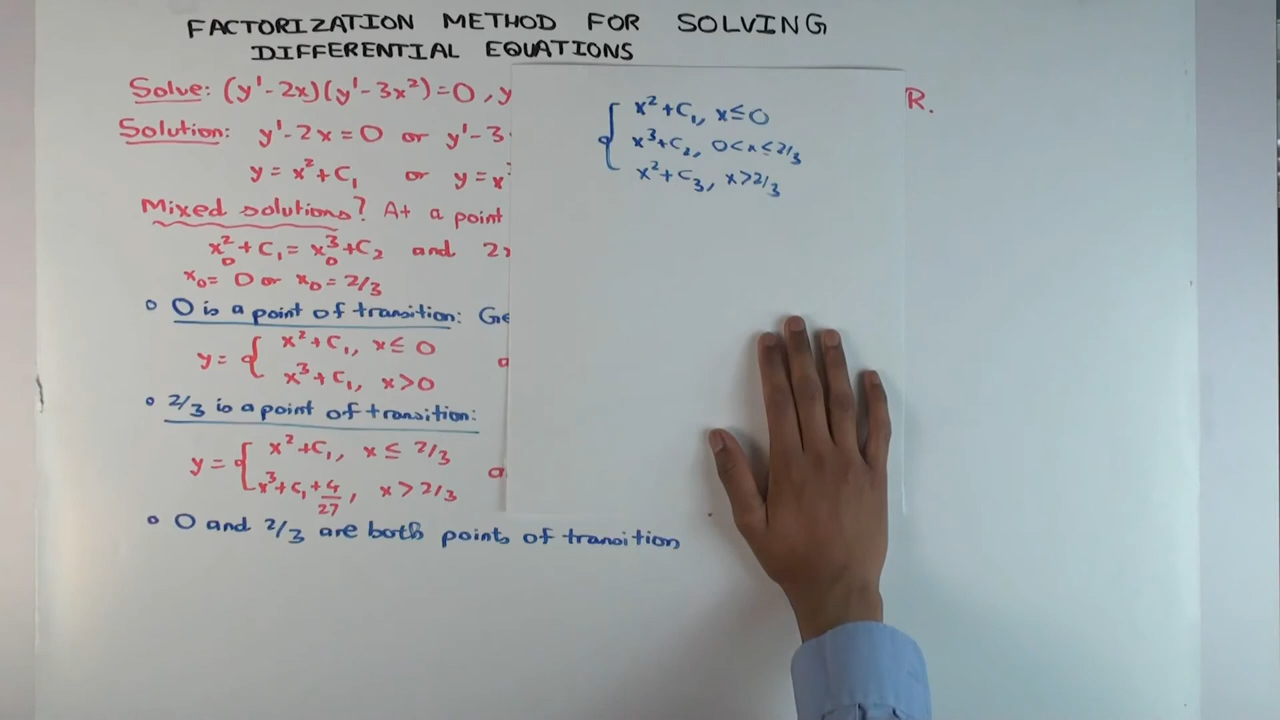 FACTORIZATION METHOD FOR SOLVING
DIFFERENTIAL EQUATIONS
Solve: (y'-2x)(y'-3x²)=0, y
R.
Solution: y'-2x=0 or y'-3
y = x²+C₁ or y=x
Mixed solutions? At a point
x₀²+C₁ = x₀³+C₂ and 2x
x₀= 0 or x₀ = 2/3
• 0 is a point of transition: Ge
y = { x²+C₁, x≤0
x³+C₁, x>0
• 2/3 is a point of transition:
y = { x²+C₁, x ≤ 2/3
x³+C₁+4/27, x > 2/3
• 0 and 2/3 are both points of transition
{ x²+C₁, x≤0
x³+C₂, 0<x≤2/3
x²+C₃, x>2/3